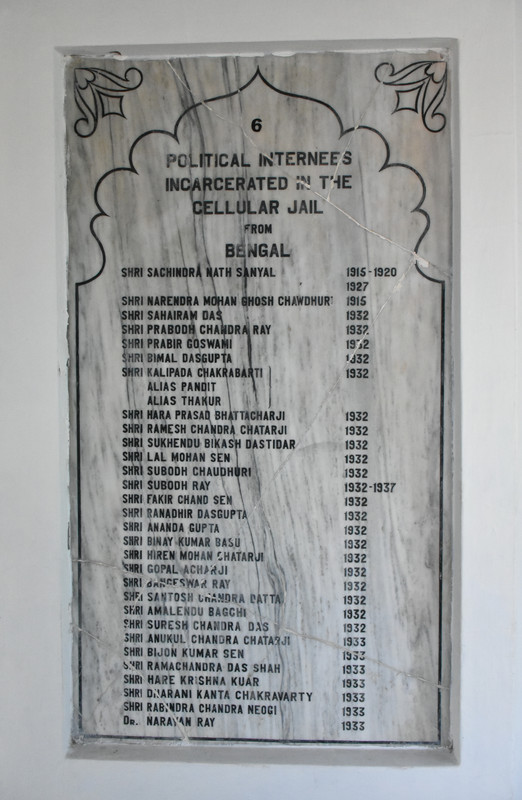 6
POLITICAL INTERNEES
INCARCERATED IN THE
CELLULAR JAIL
FROM
BENGAL
SHRI SACHINDRA NATH SANYAL 1915-1920
1927
SHRI NARENDRA MOHAN GHOSH CHAWDHURI 1915
SHRI SAHAIRAM DAS 1932
SHRI PRABODH CHANDRA RAY 1932
SHRI PRABIR GOSWAMI 1932
SHRI BIMAL DASGUPTA 1932
SHRI KALIPADA CHAKRABARTI 1932
ALIAS PANDIT
ALIAS THAKUR
SHRI HARA PRASAD BHATTACHARJI 1932
SHRI RAMESH CHANDRA CHATARJI 1932
SHRI SUKHENDU BIKASH DASTIDAR 1932
SHRI LAL MOHAN SEN 1932
SHRI SUBODH CHAUDHURI 1932
SHRI SUBODH RAY 1932-1937
SHRI FAKIR CHAND SEN 1932
SHRI RANADHIR DASGUPTA 1932
SHRI ANANDA GUPTA 1932
SHRI BINAY KUMAR BASU 1932
SHRI HIREN MOHAN CHATARJI 1932
SHRI GOPAL ACHARJI 1932
SHRI RAY 1932
SHRI SANTOSH CHANDRA DATTA 1932
SHRI AMALENDU BAGCHI 1932
SHRI SURESH CHANDRA DAS 1932
SHRI ANUKUL CHANDRA CHATARJI 1933
SHRI BIJON KUMAR SEN 1933
SHRI RAMACHANDRA DAS SHAH 1933
SHRI HARE KRISHNA KUAR 1933
SHRI DHARANI KANTA CHAKRAVARTY 1933
SHRI RABINDRA CHANDRA NEOGI 1933
DR. NARAYAN RAY 1933